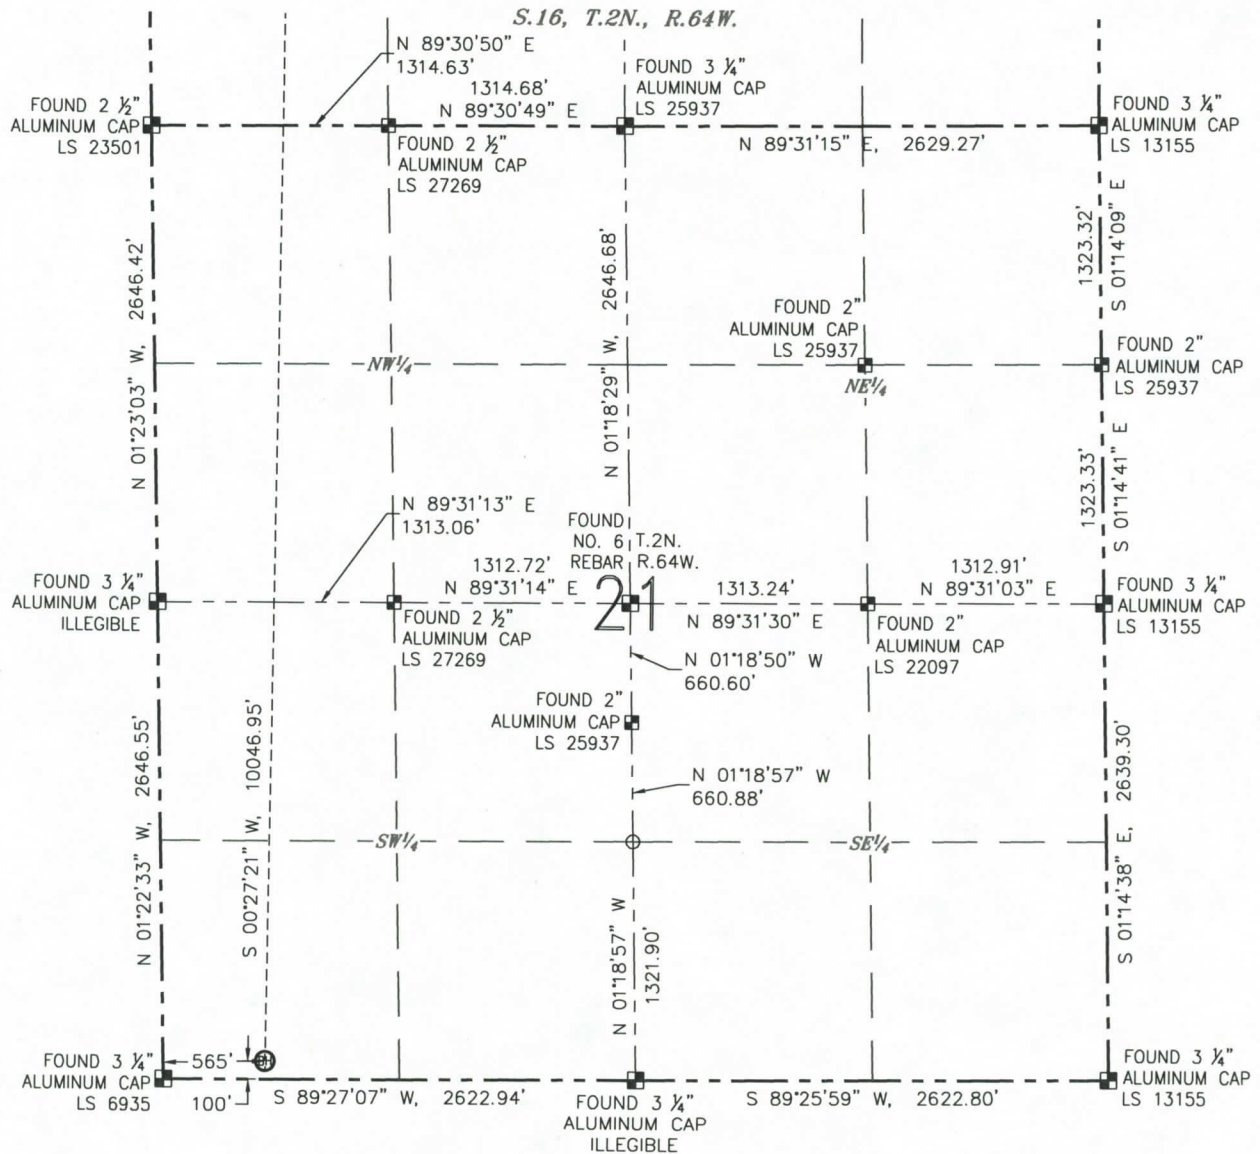 S.16, T.2N., R.64W.
N 89°30'50" E
1314.63'
1314.68'
N 89°30'49" E
FOUND 3 ¼"
ALUMINUM CAP
LS 25937
FOUND 2 ½"
ALUMINUM CAP
LS 23501
FOUND 2 ½"
ALUMINUM CAP
LS 27269
N 89°31'15" E, 2629.27'
FOUND 3 ¼"
ALUMINUM CAP
LS 13155
N 01°23'03" W, 2646.42'
N 01°18'29" W, 2646.68'
1323.32'
S 01°14'09" E
FOUND 2"
ALUMINUM CAP
LS 25937
NW¼
NE¼
FOUND 2"
ALUMINUM CAP
LS 25937
1323.33'
S 01°14'41" E
N 89°31'13" E
1313.06'
FOUND
NO. 6
REBAR
T.2N.
R.64W.
21
FOUND 3 ¼"
ALUMINUM CAP
ILLEGIBLE
1312.72'
N 89°31'14" E
1313.24'
N 89°31'30" E
1312.91'
N 89°31'03" E
FOUND 3 ¼"
ALUMINUM CAP
LS 13155
FOUND 2 ½"
ALUMINUM CAP
LS 27269
FOUND 2"
ALUMINUM CAP
LS 22097
N 01°18'50" W
660.60'
FOUND 2"
ALUMINUM CAP
LS 25937
N 01°18'57" W
660.88'
N 01°22'33" W, 2646.55'
S 00°27'21" W, 10046.95'
SW¼
SE¼
N 01°18'57" W
1321.90'
S 01°14'38" E, 2639.30'
FOUND 3 ¼"
ALUMINUM CAP
LS 6935
565'
BH
100'
S 89°27'07" W, 2622.94'
FOUND 3 ¼"
ALUMINUM CAP
ILLEGIBLE
S 89°25'59" W, 2622.80'
FOUND 3 ¼"
ALUMINUM CAP
LS 13155